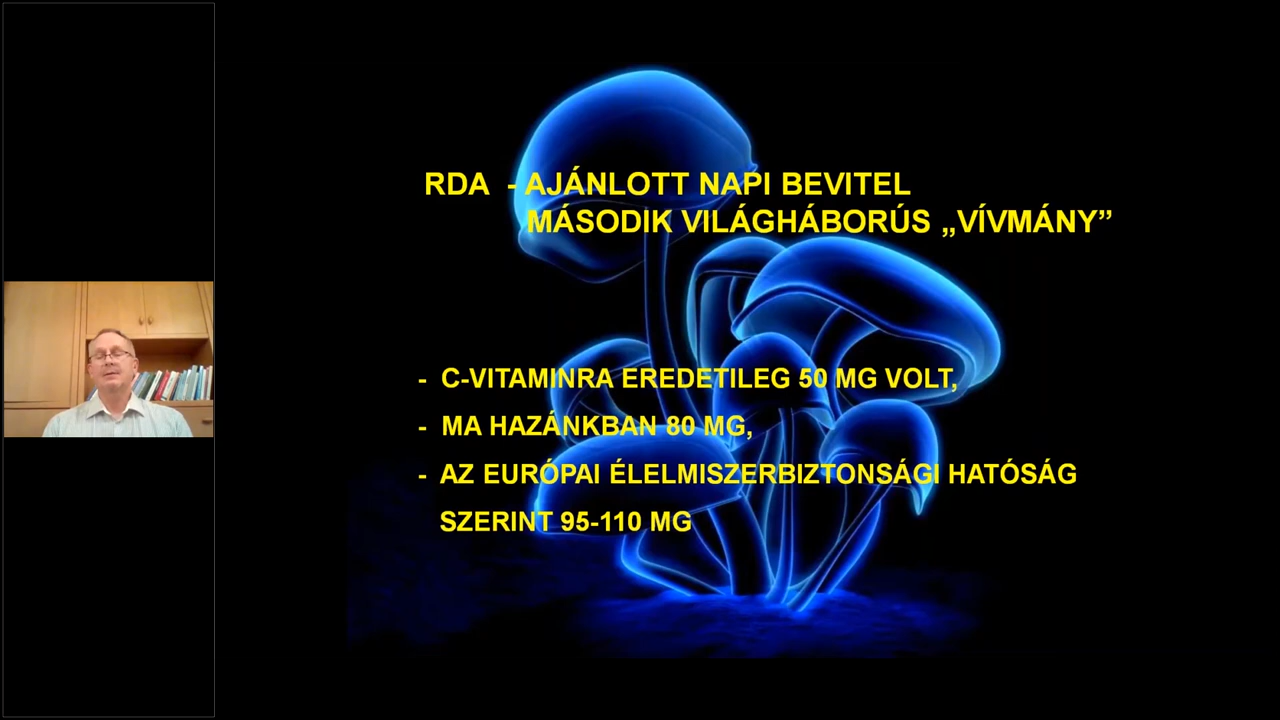 RDA - AJÁNLOTT NAPI BEVITEL
MÁSODIK VILÁGHÁBORÚS „VÍVMÁNY”
- C-VITAMINRA EREDETILEG 50 MG VOLT,
- MA HAZÁNKBAN 80 MG,
- AZ EURÓPAI ÉLELMISZERBIZTONSÁGI HATÓSÁG
SZERINT 95-110 MG